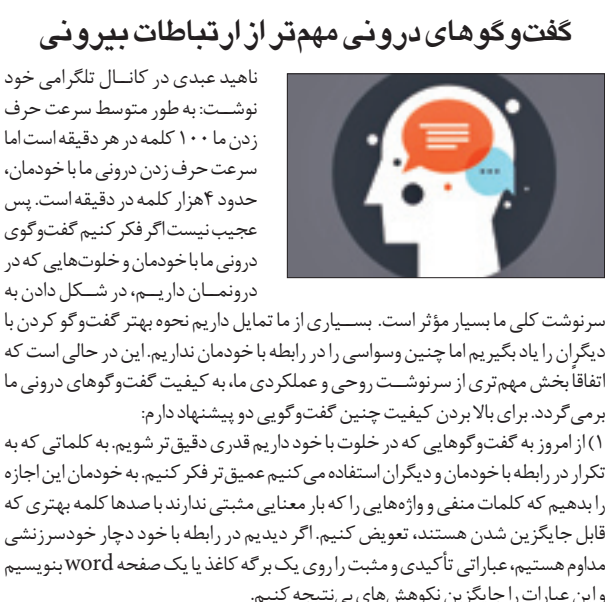 گفت‌وگوهای درونی مهم‌تر از ارتباطات بیرونی
ناهید عبدی در کانـــال تلگرامی خود
نوشـــت: به طور متوسط سرعت حرف
زدن ما ۱۰۰ کلمه در هر دقیقه است اما
سرعت حرف زدن درونی ما با خودمان،
حدود ۴هزار کلمه در دقیقه است. پس
عجیب نیست اگر فکر کنیم گفت‌وگوی
درونی ما با خودمان و خلوت‌هایی که در
درونمـــان داریـــم، در شـــکل دادن به
سرنوشت کلی ما بسیار مؤثر است. بســـیاری از ما تمایل داریم نحوه بهتر گفت‌وگو کردن با
دیگران را یاد بگیریم اما چنین وسواسی را در رابطه با خودمان نداریم. این در حالی است که
اتفاقاً بخش مهم‌تری از سرنوشـــت روحی و عملکردی ما، به کیفیت گفت‌وگوهای درونی ما
برمی‌گردد. برای بالا بردن کیفیت چنین گفت‌وگویی دو پیشنهاد دارم:
۱) از امروز به گفت‌وگوهایی که در خلوت با خود داریم قدری دقیق‌تر شویم. به کلماتی که به
تکرار در رابطه با خودمان و دیگران استفاده می‌کنیم عمیق‌تر فکر کنیم. به خودمان این اجازه
را بدهیم که کلمات منفی و واژه‌هایی را که بار معنایی مثبتی ندارند با صدها کلمه بهتری که
قابل جایگزین شدن هستند، تعویض کنیم. اگر دیدیم در رابطه با خود دچار خودسرزنشی
مداوم هستیم، عباراتی تأکیدی و مثبت را روی یک برگه کاغذ یا یک صفحه word بنویسیم
و این عبارات را جایگزین نکوهش‌های بی‌نتیجه کنیم.